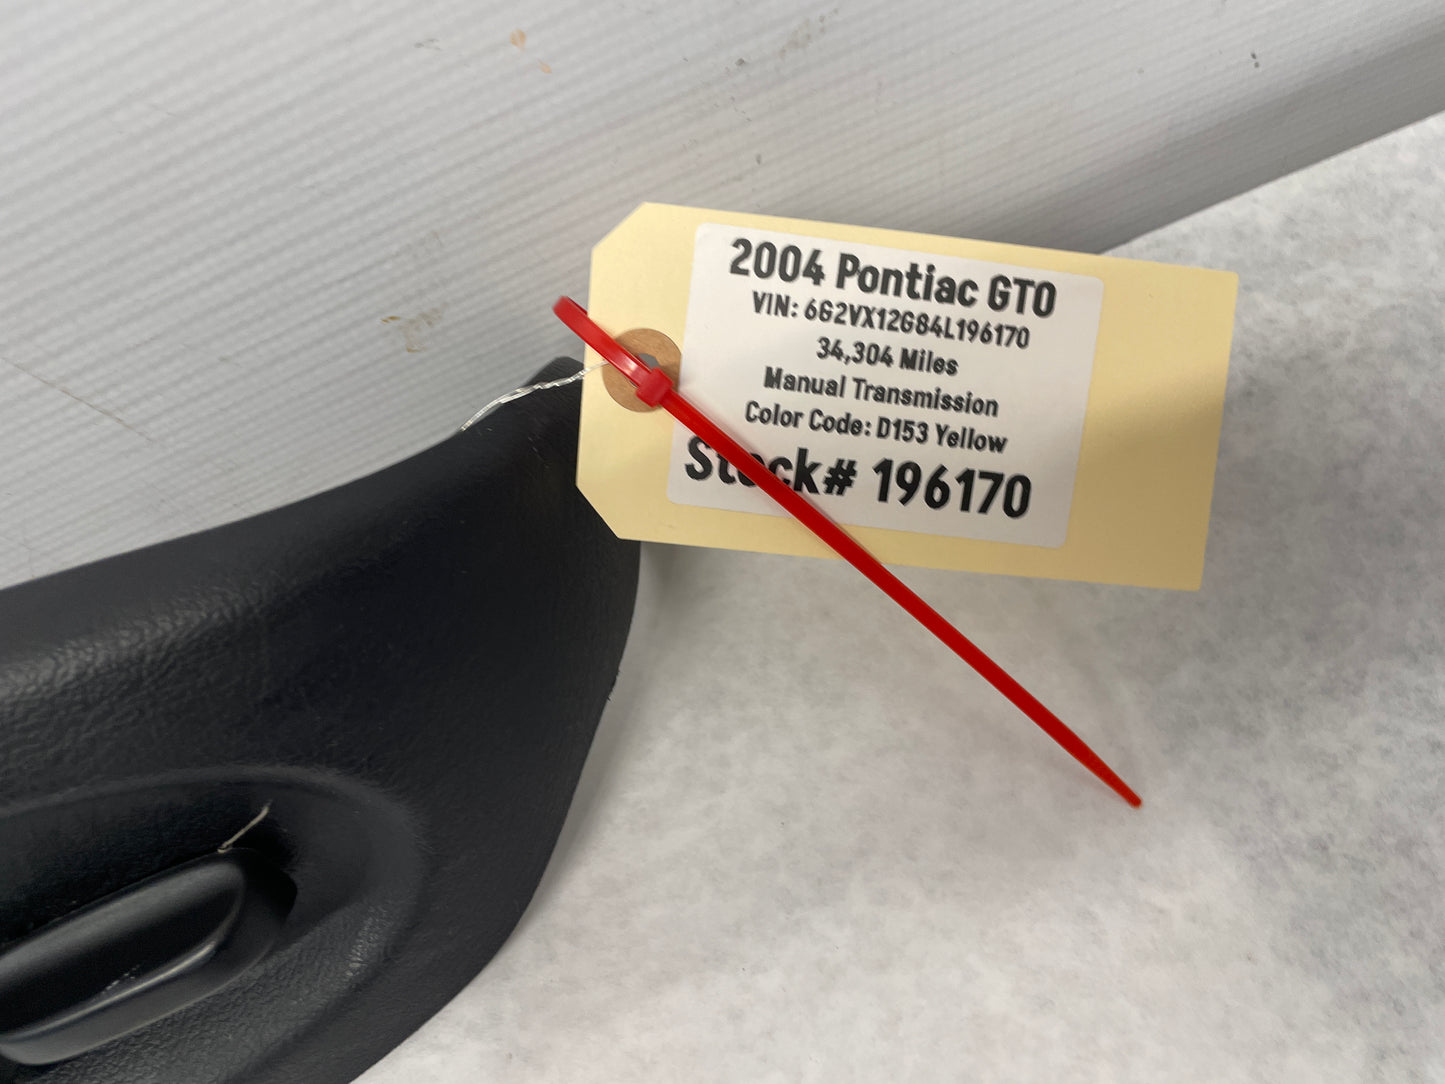 2004 Pontiac GTO
VIN: 6G2VX12G84L196170
34,304 Miles
Manual Transmission
Color Code: D153 Yellow
Stock# 196170